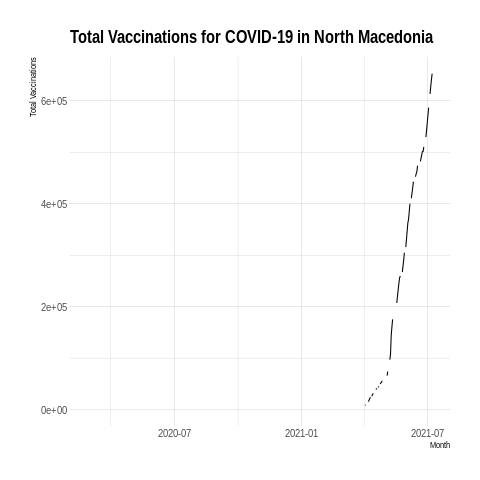 Total Vaccinations for COVID-19 in North Macedonia
Total Vaccinations
6e+05
4e+05
2e+05
0e+00
2020-07
2021-01
2021-07
Month